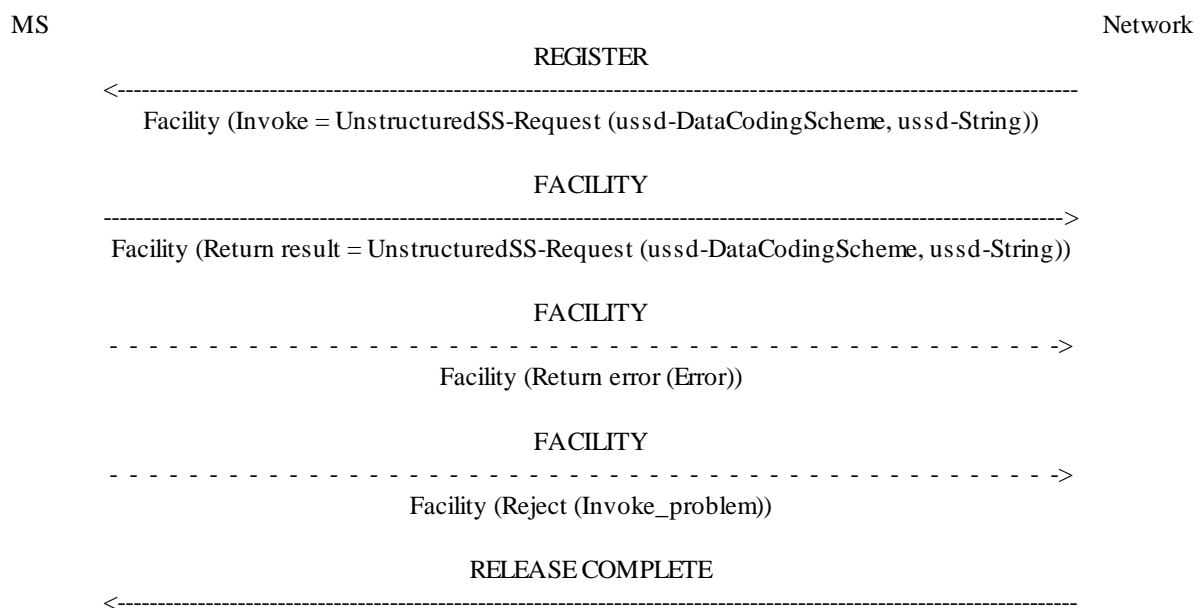 MS Network
REGISTER
<-----------------------------------------------------------------------------------------------------------------------
Facility (Invoke = UnstructuredSS-Request (ussd-DataCodingScheme, ussd-String))
FACILITY
----------------------------------------------------------------------------------------------------------------------->
Facility (Return result = UnstructuredSS-Request (ussd-DataCodingScheme, ussd-String))
FACILITY
- - - - - - - - - - - - - - - - - - - - - - - - - - - - - - - - - - - - - - - - - - - - - - - ->
Facility (Return error (Error))
FACILITY
- - - - - - - - - - - - - - - - - - - - - - - - - - - - - - - - - - - - - - - - - - - - - - - ->
Facility (Reject (Invoke_problem))
RELEASE COMPLETE
<-----------------------------------------------------------------------------------------------------------------------